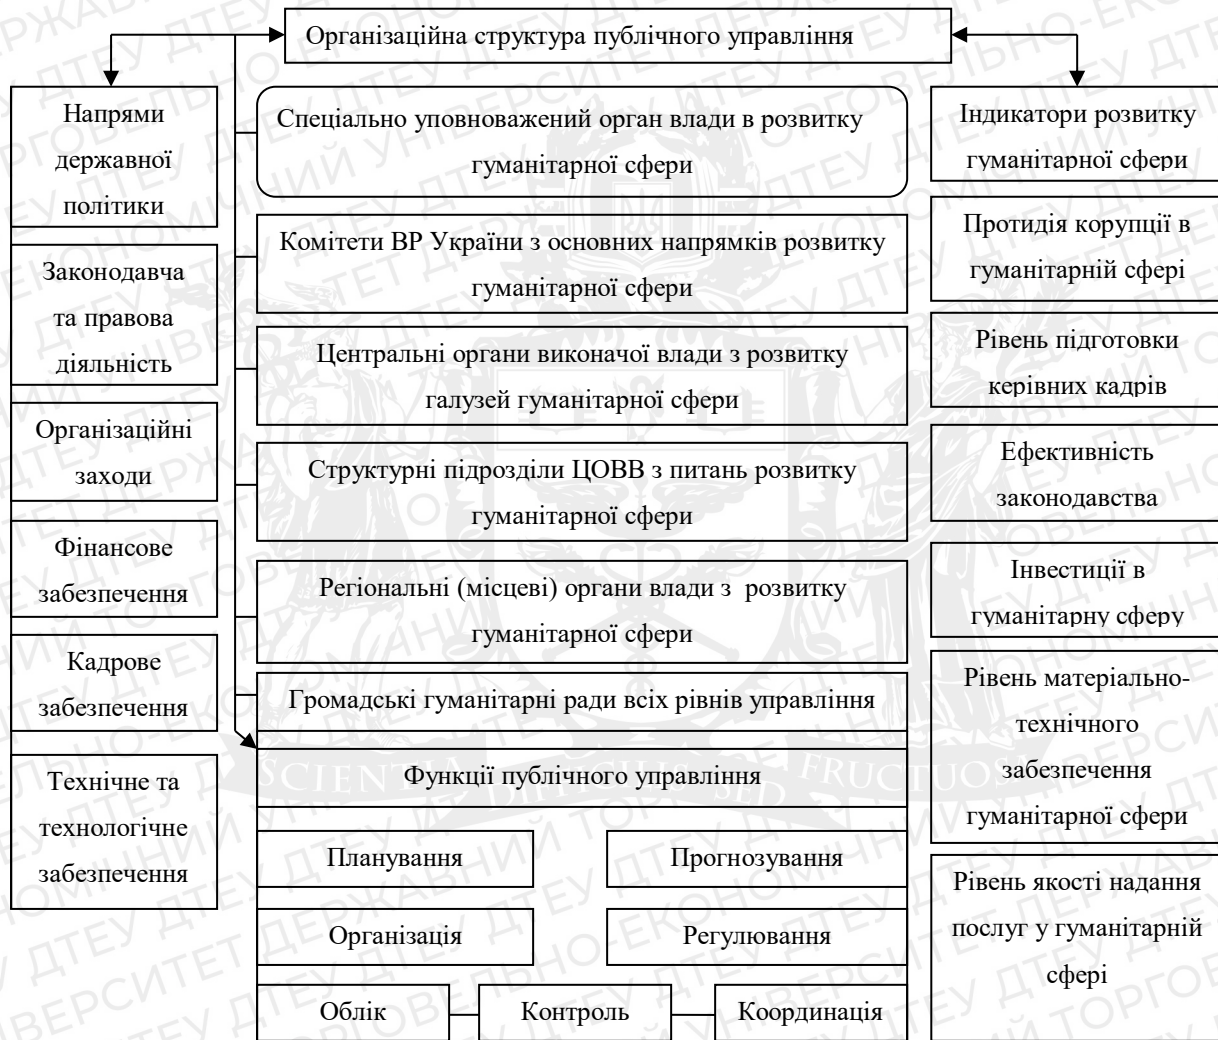 Організаційна структура публічного управління
Напрями
державної
політики
Законодавча
та правова
діяльність
Організаційні
заходи
Фінансове
забезпечення
Кадрове
забезпечення
Технічне та
технологічне
забезпечення
Спеціально уповноважений орган влади в розвитку
гуманітарної сфери
Комітети ВР України з основних напрямків розвитку
гуманітарної сфери
Центральні органи виконачої влади з розвитку
галузей гуманітарної сфери
Структурні підрозділи ЦОВВ з питань розвитку
гуманітарної сфери
Регіональні (місцеві) органи влади з розвитку
гуманітарної сфери
Громадські гуманітарні ради всіх рівнів управління
Функції публічного управління
Планування
Прогнозування
Організація
Регулювання
Облік
Контроль
Координація
Індикатори розвитку
гуманітарної сфери
Протидія корупції в
гуманітарній сфері
Рівень підготовки
керівних кадрів
Ефективність
законодавства
Інвестиції в
гуманітарну сферу
Рівень матеріально-
технічного
забезпечення
гуманітарної сфери
Рівень якості надання
послуг у гуманітарній
сфері
SCIENTIA DIFFICILIS SED FRUCTUOSA